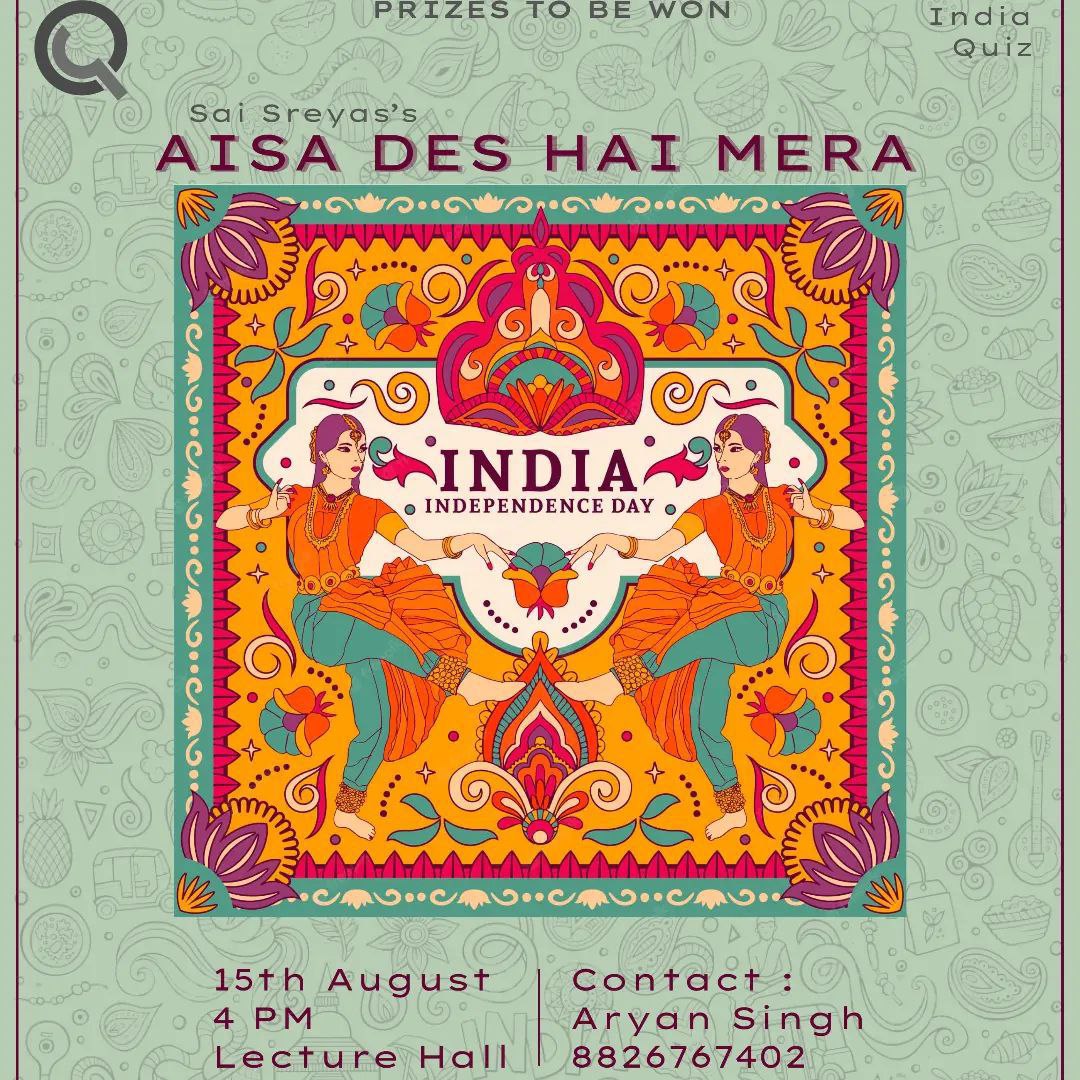 PRIZES TO BE WON
India
Quiz
Sai Sreyas's
AISA DES HAI MERA
INDIA
INDEPENDENCE DAY
15th August
4 PM
Lecture Hall
Contact :
Aryan Singh
8826767402